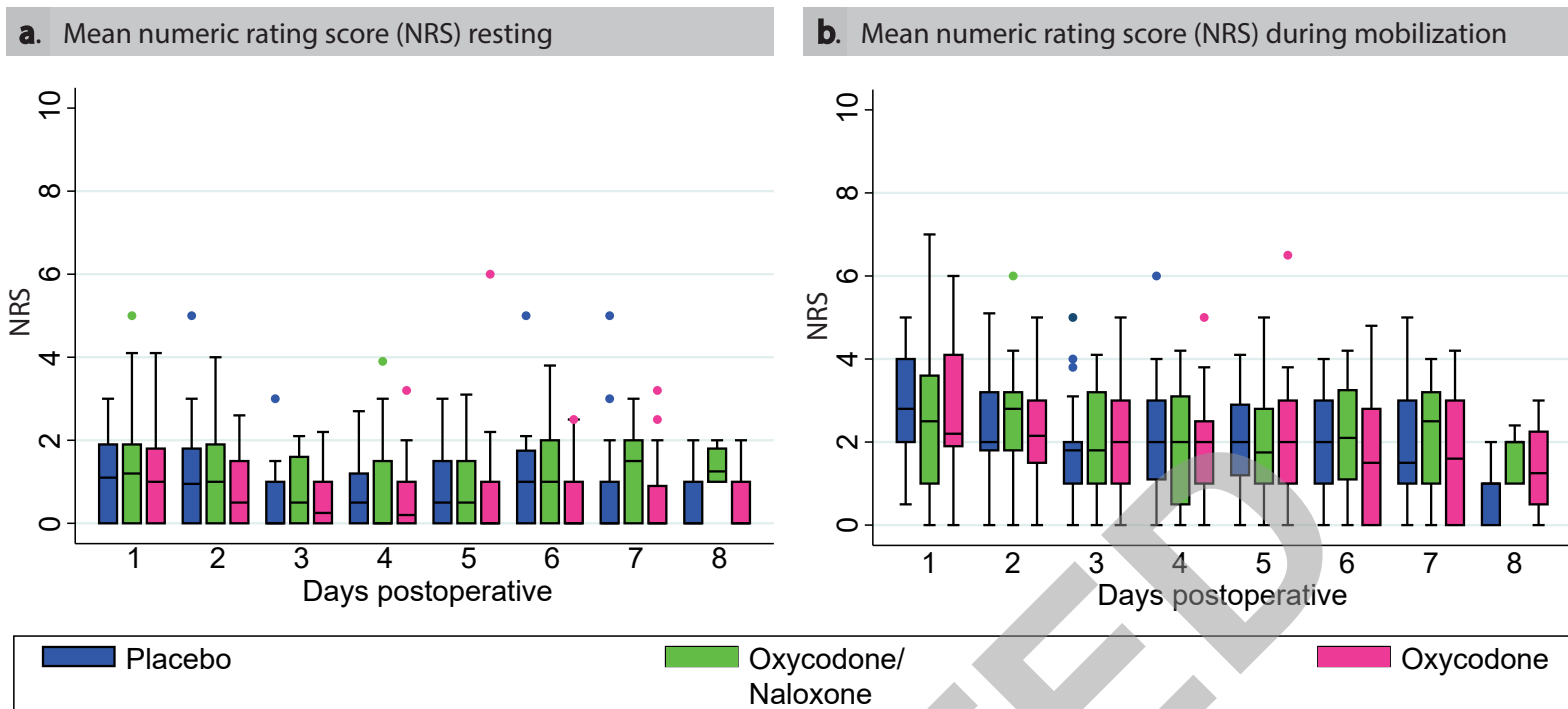 a. Mean numeric rating score (NRS) resting
b. Mean numeric rating score (NRS) during mobilization
10
8
6
4
2
0
NRS
1 2 3 4 5 6 7 8
Days postoperative
10
8
6
4
2
0
NRS
1 2 3 4 5 6 7 8
Days postoperative
Placebo
Oxycodone/
Naloxone
Oxycodone